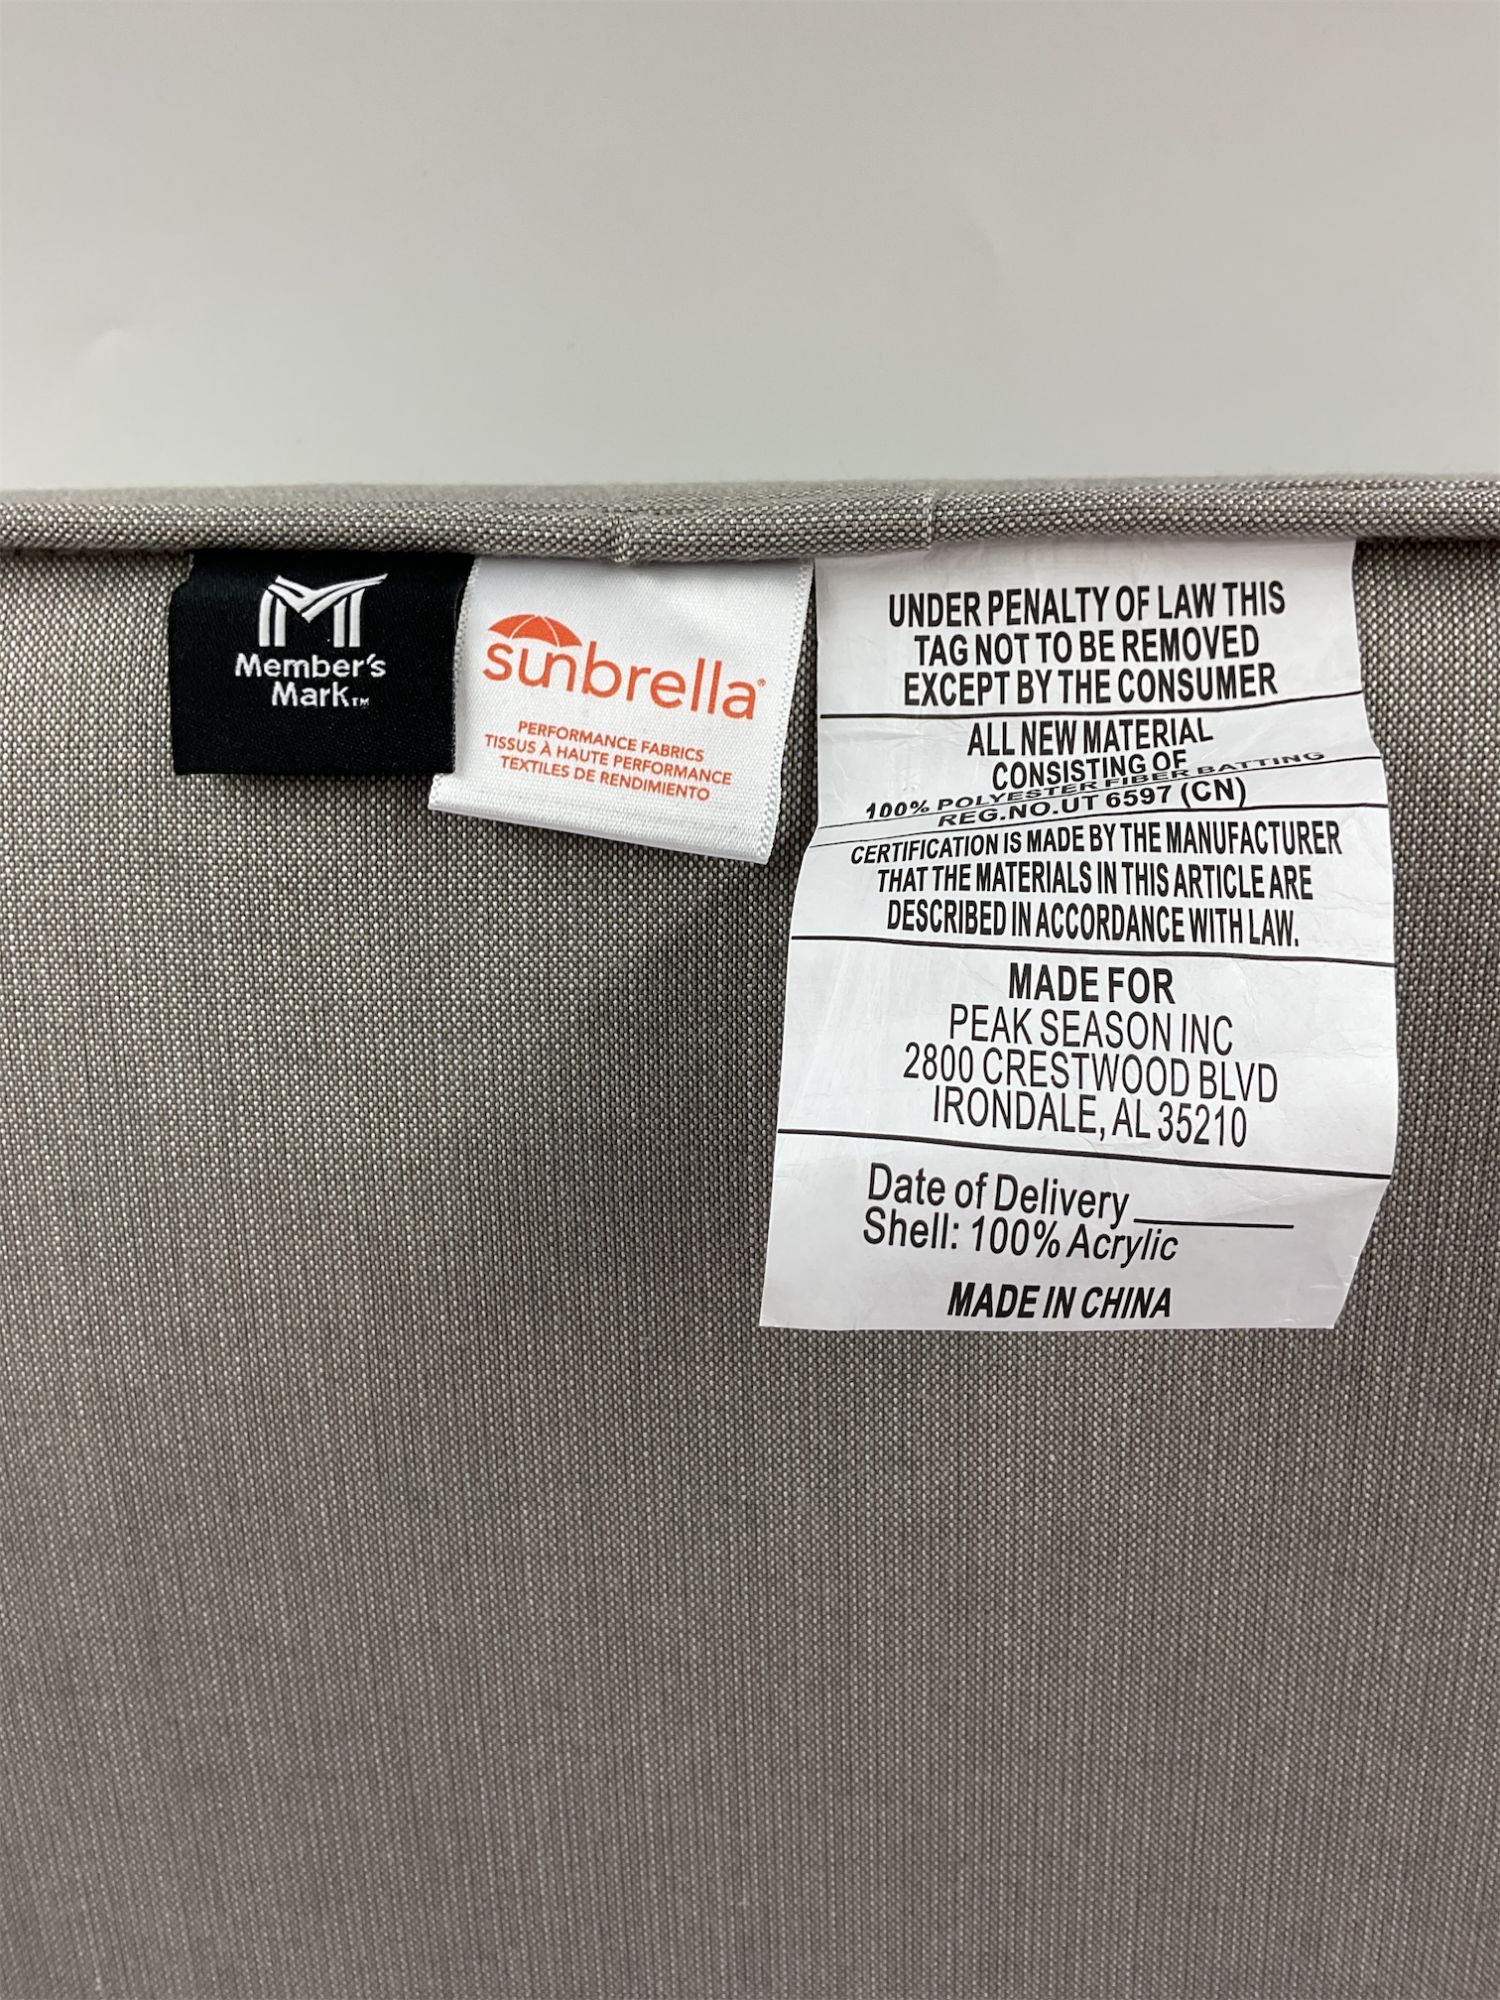 Member's
Mark™
sunbrella®
PERFORMANCE FABRICS
TISSUS À HAUTE PERFORMANCE
TEXTILES DE RENDIMIENTO
UNDER PENALTY OF LAW THIS
TAG NOT TO BE REMOVED
EXCEPT BY THE CONSUMER
ALL NEW MATERIAL
CONSISTING OF
100% POLYESTER FIBER BATTING
REG.NO.UT 6597 (CN)
CERTIFICATION IS MADE BY THE MANUFACTURER
THAT THE MATERIALS IN THIS ARTICLE ARE
DESCRIBED IN ACCORDANCE WITH LAW.
MADE FOR
PEAK SEASON INC
2800 CRESTWOOD BLVD
IRONDALE, AL 35210
Date of Delivery
Shell: 100% Acrylic
MADE IN CHINA